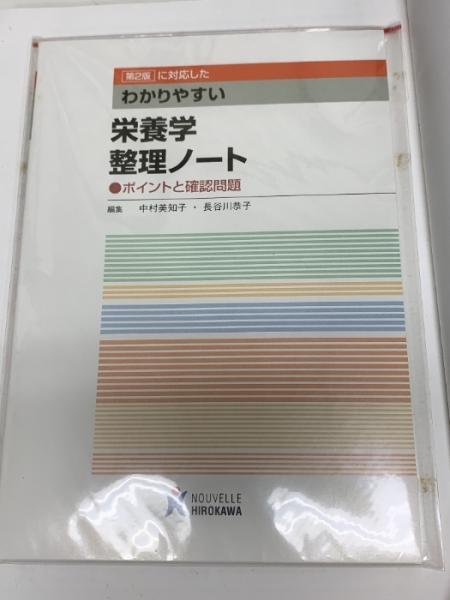 第2版 に対応した
わかりやすい
栄養学
整理ノート
●ポイントと確認問題
編集 中村美知子・長谷川恭子
NOUVELLE
HIROKAWA